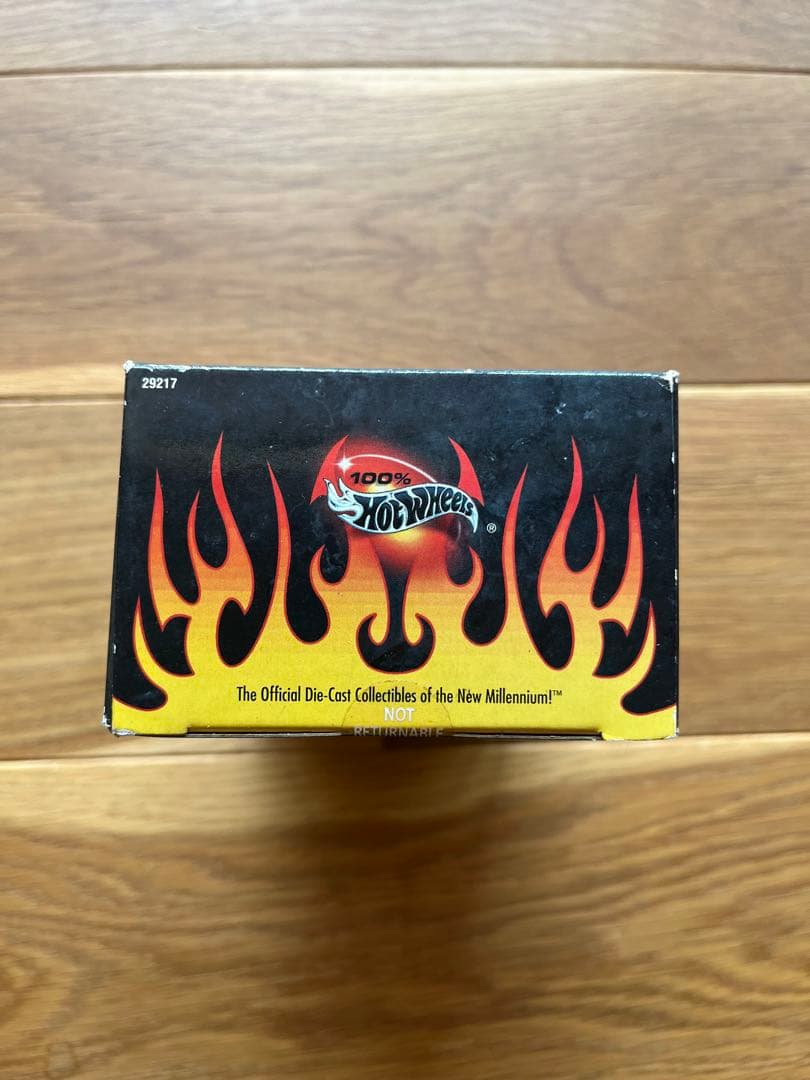 29217
100%
Hot Wheels®
The Official Die-Cast Collectibles of the New Millennium!™
NOT
RETURNABLE